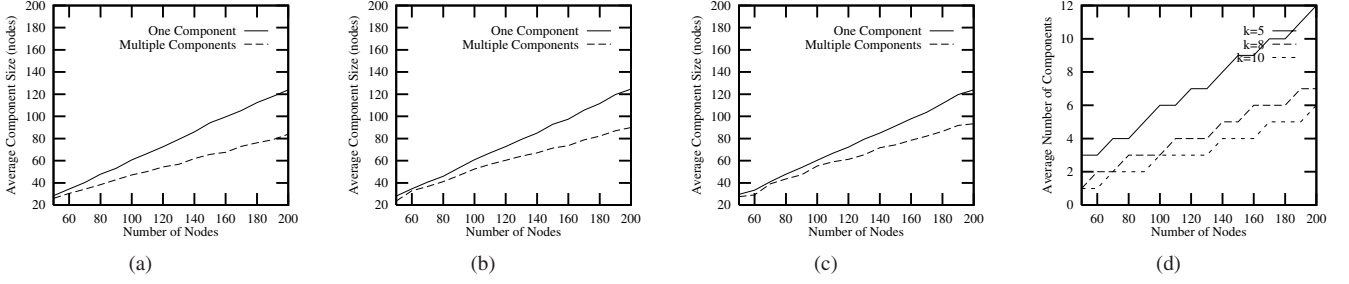 Average Component Size (nodes)
200
180
160
140
120
100
80
60
40
20
One Component
Multiple Components
60 80 100 120 140 160 180 200
Number of Nodes
(a)
Average Component Size (nodes)
200
180
160
140
120
100
80
60
40
20
One Component
Multiple Components
60 80 100 120 140 160 180 200
Number of Nodes
(b)
Average Component Size (nodes)
200
180
160
140
120
100
80
60
40
20
One Component
Multiple Components
60 80 100 120 140 160 180 200
Number of Nodes
(c)
Average Number of Components
12
10
8
6
4
2
0
k=5
k=8
k=10
60 80 100 120 140 160 180 200
Number of Nodes
(d)